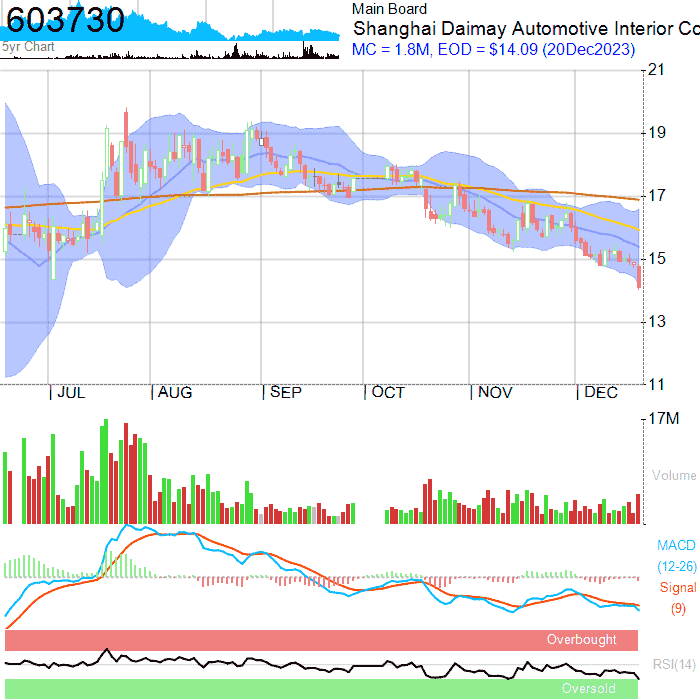 603730
5yr Chart
Main Board
Shanghai Daimay Automotive Interior Co
MC = 1.8M, EOD = $14.09 (20Dec2023)
21
19
17
15
13
11
| JUL
| AUG
| SEP
| OCT
| NOV
| DEC
17M
Volume
MACD
(12-26)
Signal
(9)
Overbought
RSI(14)
Oversold